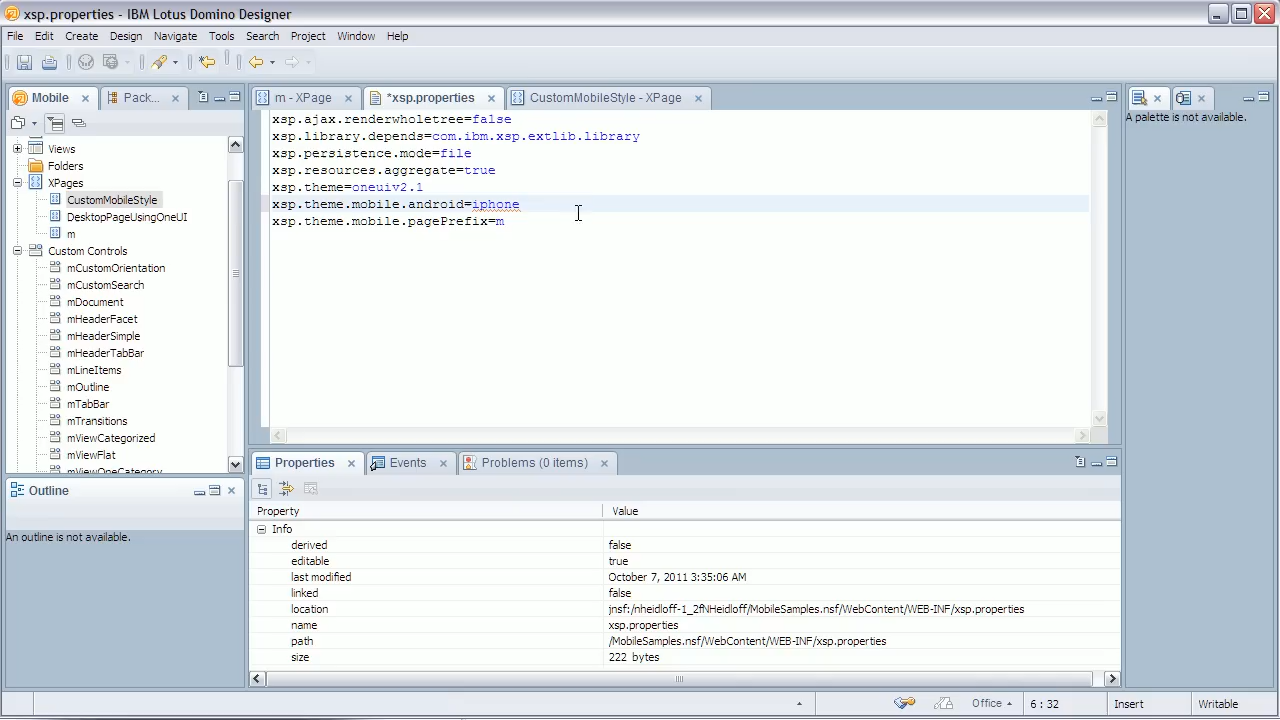 xsp.properties - IBM Lotus Domino Designer
File Edit Create Design Navigate Tools Search Project Window Help
Mobile
Pack...
m - XPage
*xsp.properties
CustomMobileStyle - XPage
Views
Folders
XPages
CustomMobileStyle
DesktopPageUsingOneUI
m
Custom Controls
mCustomOrientation
mCustomSearch
mDocument
mHeaderFacet
mHeaderSimple
mHeaderTabBar
mLineItems
mOutline
mTabBar
mTransitions
mViewCategorized
mViewFlat
mViewOneCategory
xsp.ajax.renderwholetree=false
xsp.library.depends=com.ibm.xsp.extlib.library
xsp.persistence.mode=file
xsp.resources.aggregate=true
xsp.theme=oneuiv2.1
xsp.theme.mobile.android=iphone
xsp.theme.mobile.pagePrefix=m
A palette is not available.
Outline
An outline is not available.
Properties
Events
Problems (0 items)
Property Value
Info
derived false
editable true
last modified October 7, 2011 3:35:06 AM
linked false
location jnsf:/nheidloff-1_2fNHeidloff/MobileSamples.nsf/WebContent/WEB-INF/xsp.properties
name xsp.properties
path /MobileSamples.nsf/WebContent/WEB-INF/xsp.properties
size 222 bytes
Office 6 : 32 Insert Writable